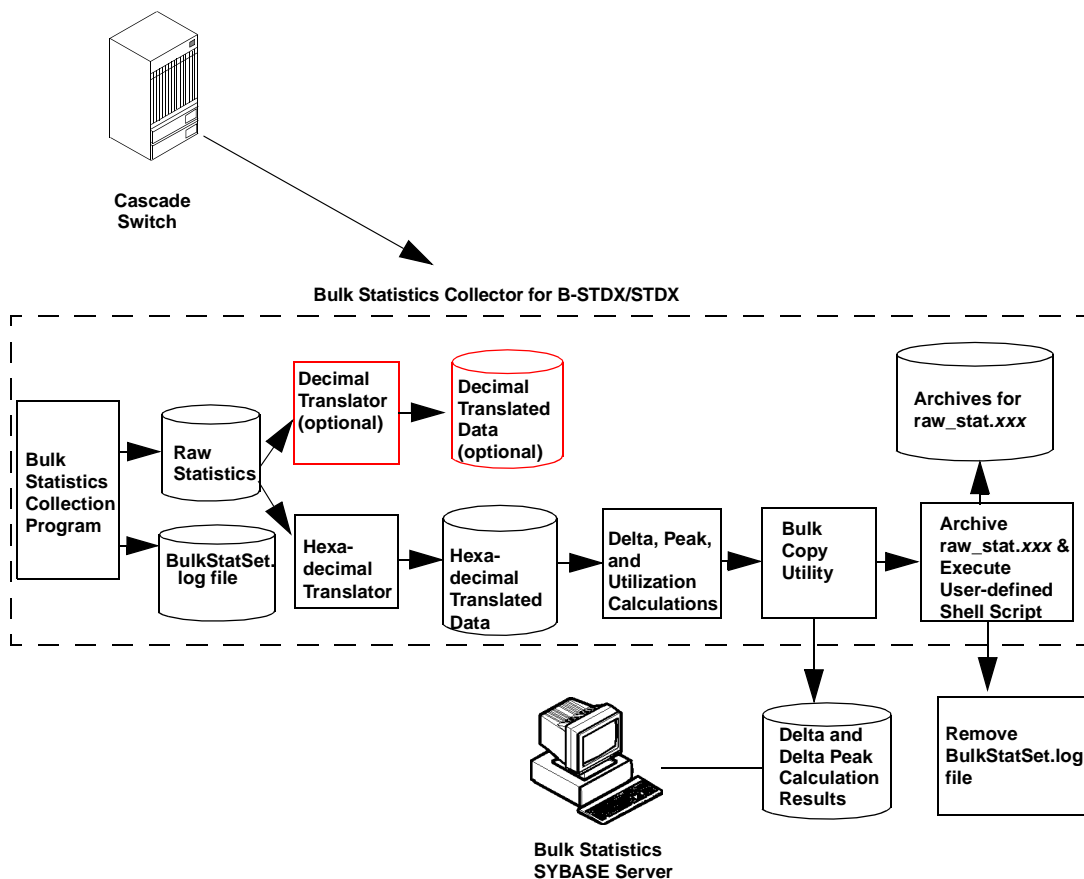 Cascade
Switch
Bulk Statistics Collector for B-STDX/STDX
Bulk
Statistics
Collection
Program
Raw
Statistics
BulkStatSet.
log file
Decimal
Translator
(optional)
Decimal
Translated
Data
(optional)
Hexa-
decimal
Translator
Hexa-
decimal
Translated
Data
Delta, Peak,
and
Utilization
Calculations
Bulk
Copy
Utility
Archives for
raw_stat.xxx
Archive
raw_stat.xxx &
Execute
User-defined
Shell Script
Delta and
Delta Peak
Calculation
Results
Remove
BulkStatSet.log
file
Bulk Statistics
SYBASE Server